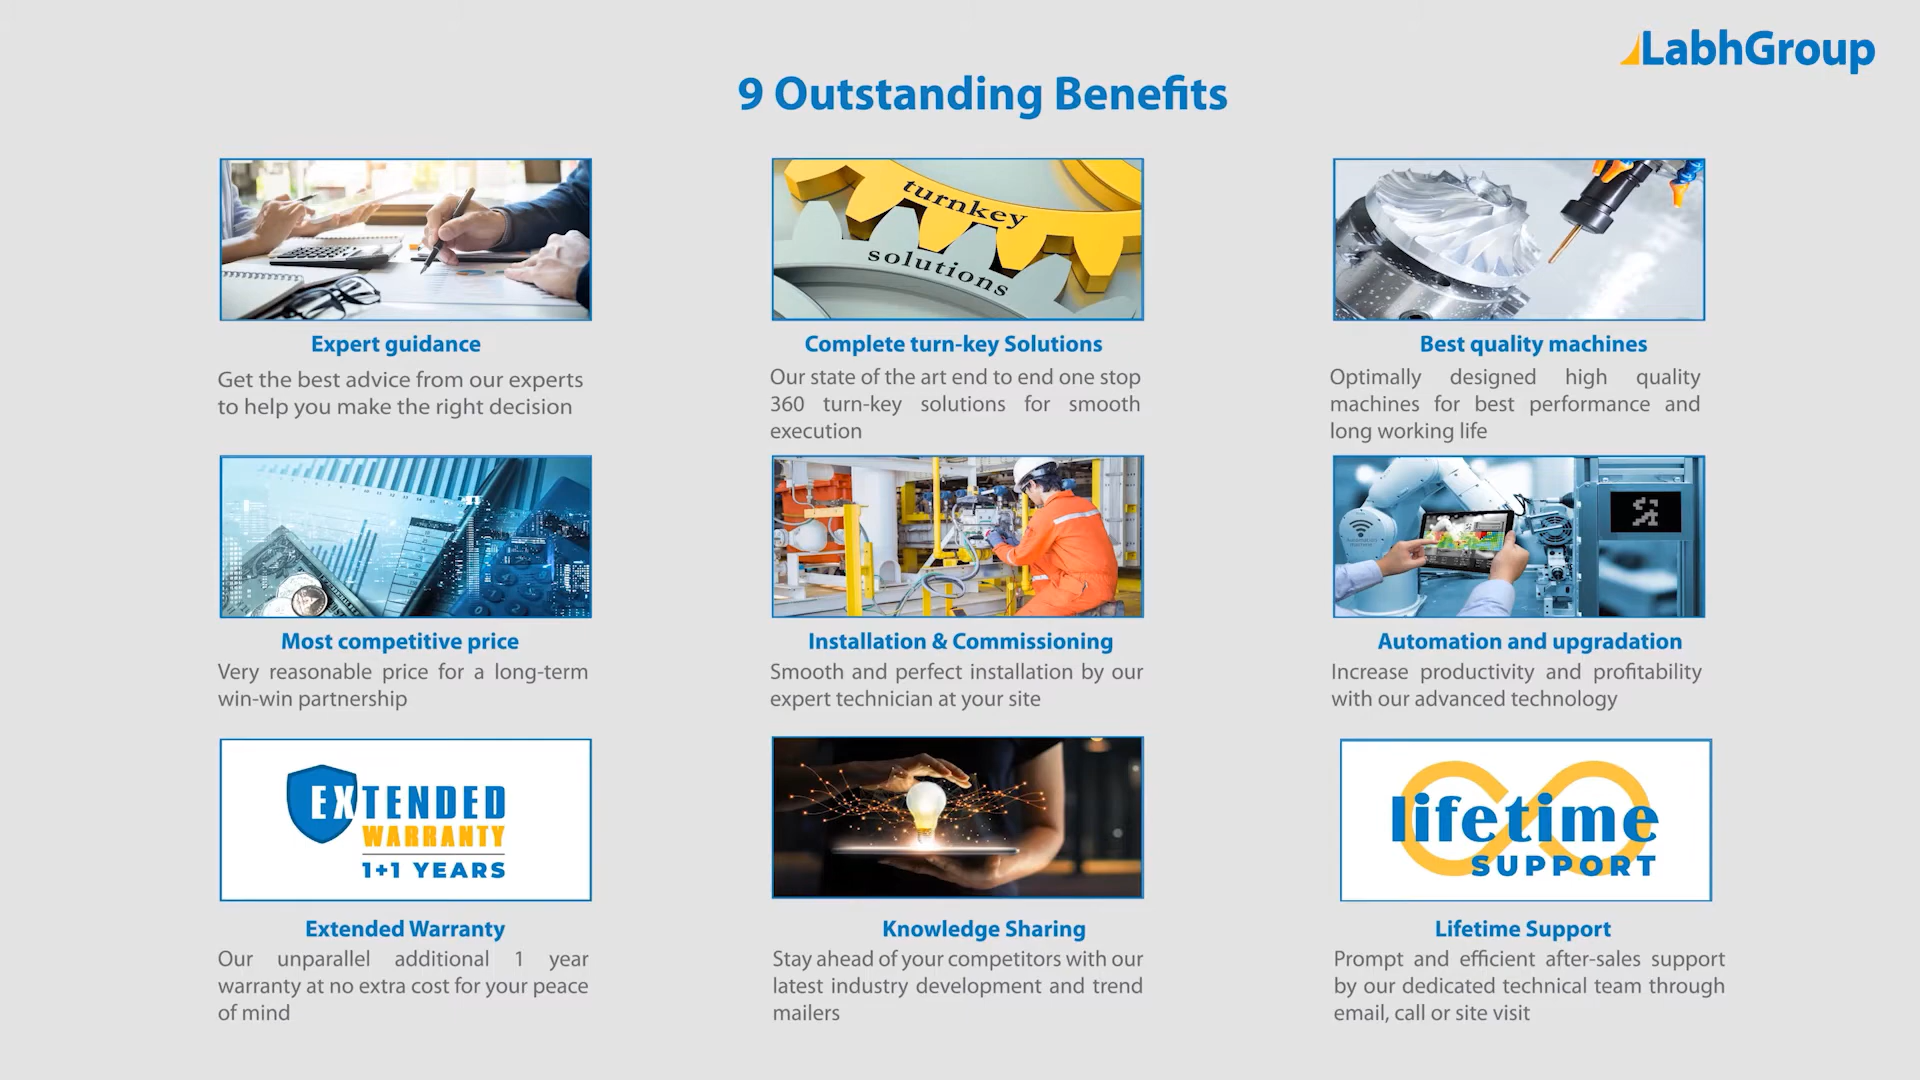 LabhGroup
9 Outstanding Benefits
turnkey
solutions
Expert guidance
Get the best advice from our experts
to help you make the right decision
Complete turn-key Solutions
Our state of the art end to end one stop
360 turn-key solutions for smooth
execution
Best quality machines
Optimally designed high quality
machines for best performance and
long working life
Most competitive price
Very reasonable price for a long-term
win-win partnership
Installation & Commissioning
Smooth and perfect installation by our
expert technician at your site
Automation and upgradation
Increase productivity and profitability
with our advanced technology
EXTENDED
WARRANTY
1+1 YEARS
Extended Warranty
Our unparallel additional 1 year
warranty at no extra cost for your peace
of mind
Knowledge Sharing
Stay ahead of your competitors with our
latest industry development and trend
mailers
lifetime
SUPPORT
Lifetime Support
Prompt and efficient after-sales support
by our dedicated technical team through
email, call or site visit